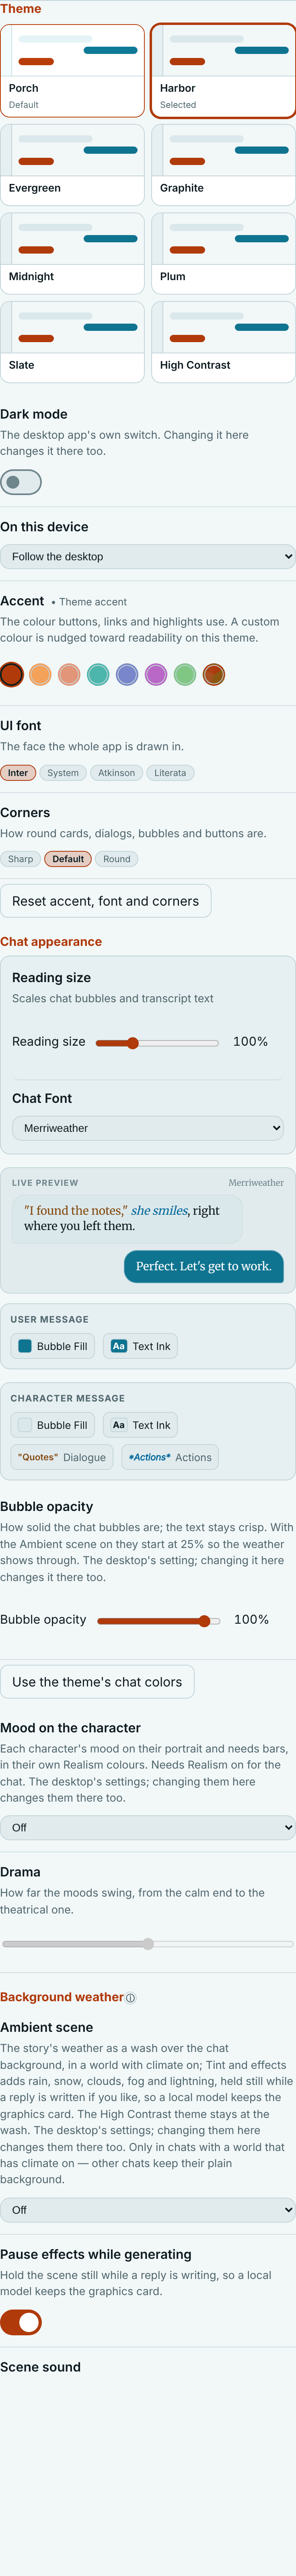 Theme
Porch
Default
Harbor
Selected
Evergreen
Graphite
Midnight
Plum
Slate
High Contrast
Dark mode
The desktop app's own switch. Changing it here
changes it there too.
On this device
Follow the desktop
Accent • Theme accent
The colour buttons, links and highlights use. A custom
colour is nudged toward readability on this theme.
UI font
The face the whole app is drawn in.
Inter System Atkinson Literata
Corners
How round cards, dialogs, bubbles and buttons are.
Sharp Default Round
Reset accent, font and corners
Chat appearance
Reading size
Scales chat bubbles and transcript text
Reading size 100%
Chat Font
Merriweather
LIVE PREVIEW Merriweather
"I found the notes," she smiles, right
where you left them.
Perfect. Let's get to work.
USER MESSAGE
Bubble Fill Aa Text Ink
CHARACTER MESSAGE
Bubble Fill Aa Text Ink
"Quotes" Dialogue *Actions* Actions
Bubble opacity
How solid the chat bubbles are; the text stays crisp. With
the Ambient scene on they start at 25% so the weather
shows through. The desktop's setting; changing it here
changes it there too.
Bubble opacity 100%
Use the theme's chat colors
Mood on the character
Each character's mood on their portrait and needs bars,
in their own Realism colours. Needs Realism on for the
chat. The desktop's settings; changing them here
changes them there too.
Off
Drama
How far the moods swing, from the calm end to the
theatrical one.
Background weather ⓘ
Ambient scene
The story's weather as a wash over the chat
background, in a world with climate on; Tint and effects
adds rain, snow, clouds, fog and lightning, held still while
a reply is written if you like, so a local model keeps the
graphics card. The High Contrast theme stays at the
wash. The desktop's settings; changing them here
changes them there too. Only in chats with a world that
has climate on — other chats keep their plain
background.
Off
Pause effects while generating
Hold the scene still while a reply is writing, so a local
model keeps the graphics card.
Scene sound